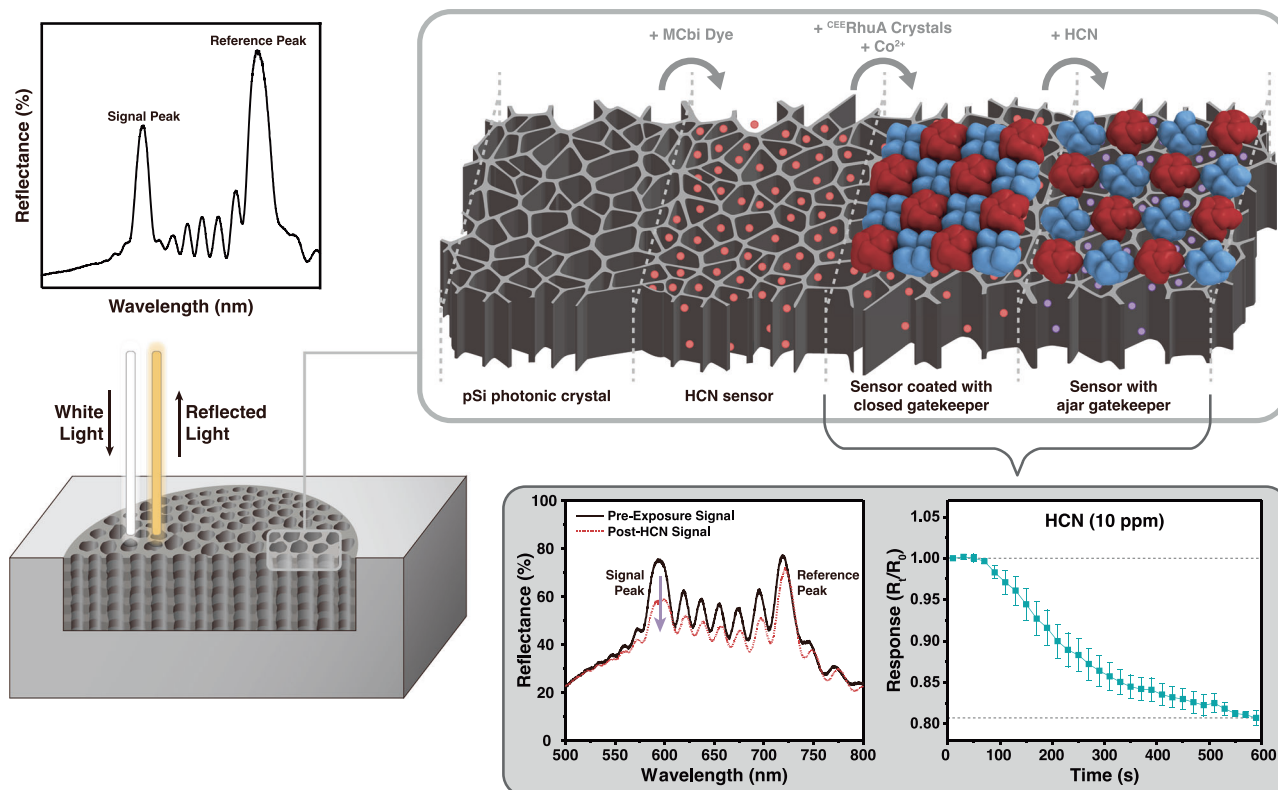 Reflectance (%)
Signal Peak
Reference Peak
Wavelength (nm)
+ MCbi Dye
+ ᶜᴱᴱRhuA Crystals
+ Co²⁺
+ HCN
pSi photonic crystal
HCN sensor
Sensor coated with
closed gatekeeper
Sensor with
ajar gatekeeper
White
Light
Reflected
Light
Reflectance (%)
100
80
60
40
20
0
Pre-Exposure Signal
Post-HCN Signal
Signal
Peak
Reference
Peak
500 550 600 650 700 750 800
Wavelength (nm)
Response (Rₜ/R₀)
HCN (10 ppm)
1.05
1.00
0.95
0.90
0.85
0.80
0 100 200 300 400 500 600
Time (s)